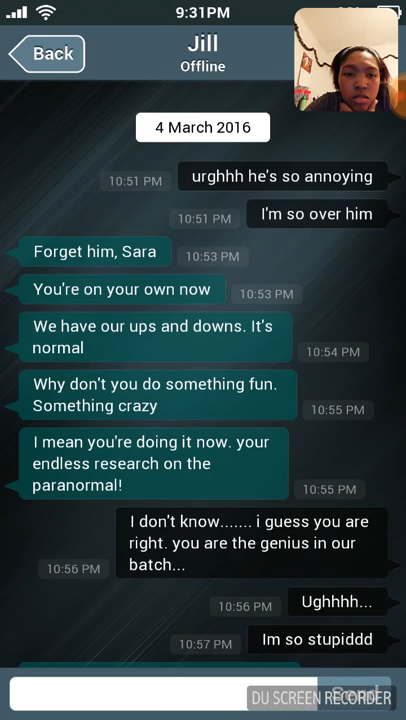 9:31PM
Back
Jill
Offline
4 March 2016
urghhh he's so annoying
10:51 PM
I'm so over him
10:51 PM
Forget him, Sara
10:53 PM
You're on your own now
10:53 PM
We have our ups and downs. It's
normal
10:54 PM
Why don't you do something fun.
Something crazy
10:55 PM
I mean you're doing it now. your
endless research on the
paranormal!
10:55 PM
I don't know....... i guess you are
right. you are the genius in our
batch...
10:56 PM
Ughhhh...
10:56 PM
Im so stupiddd
10:57 PM
Send
DU SCREEN RECORDER